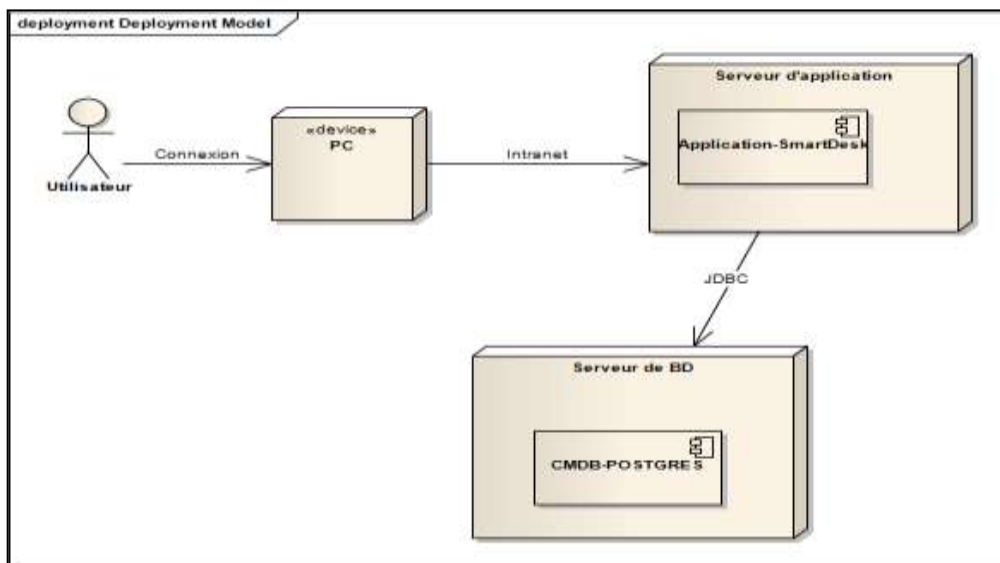 deployment Deployment Model
Utilisateur
Connexion
«device»
PC
Intranet
Serveur d'application
Application-SmartDesk
JDBC
Serveur de BD
CMDB-POSTGRES